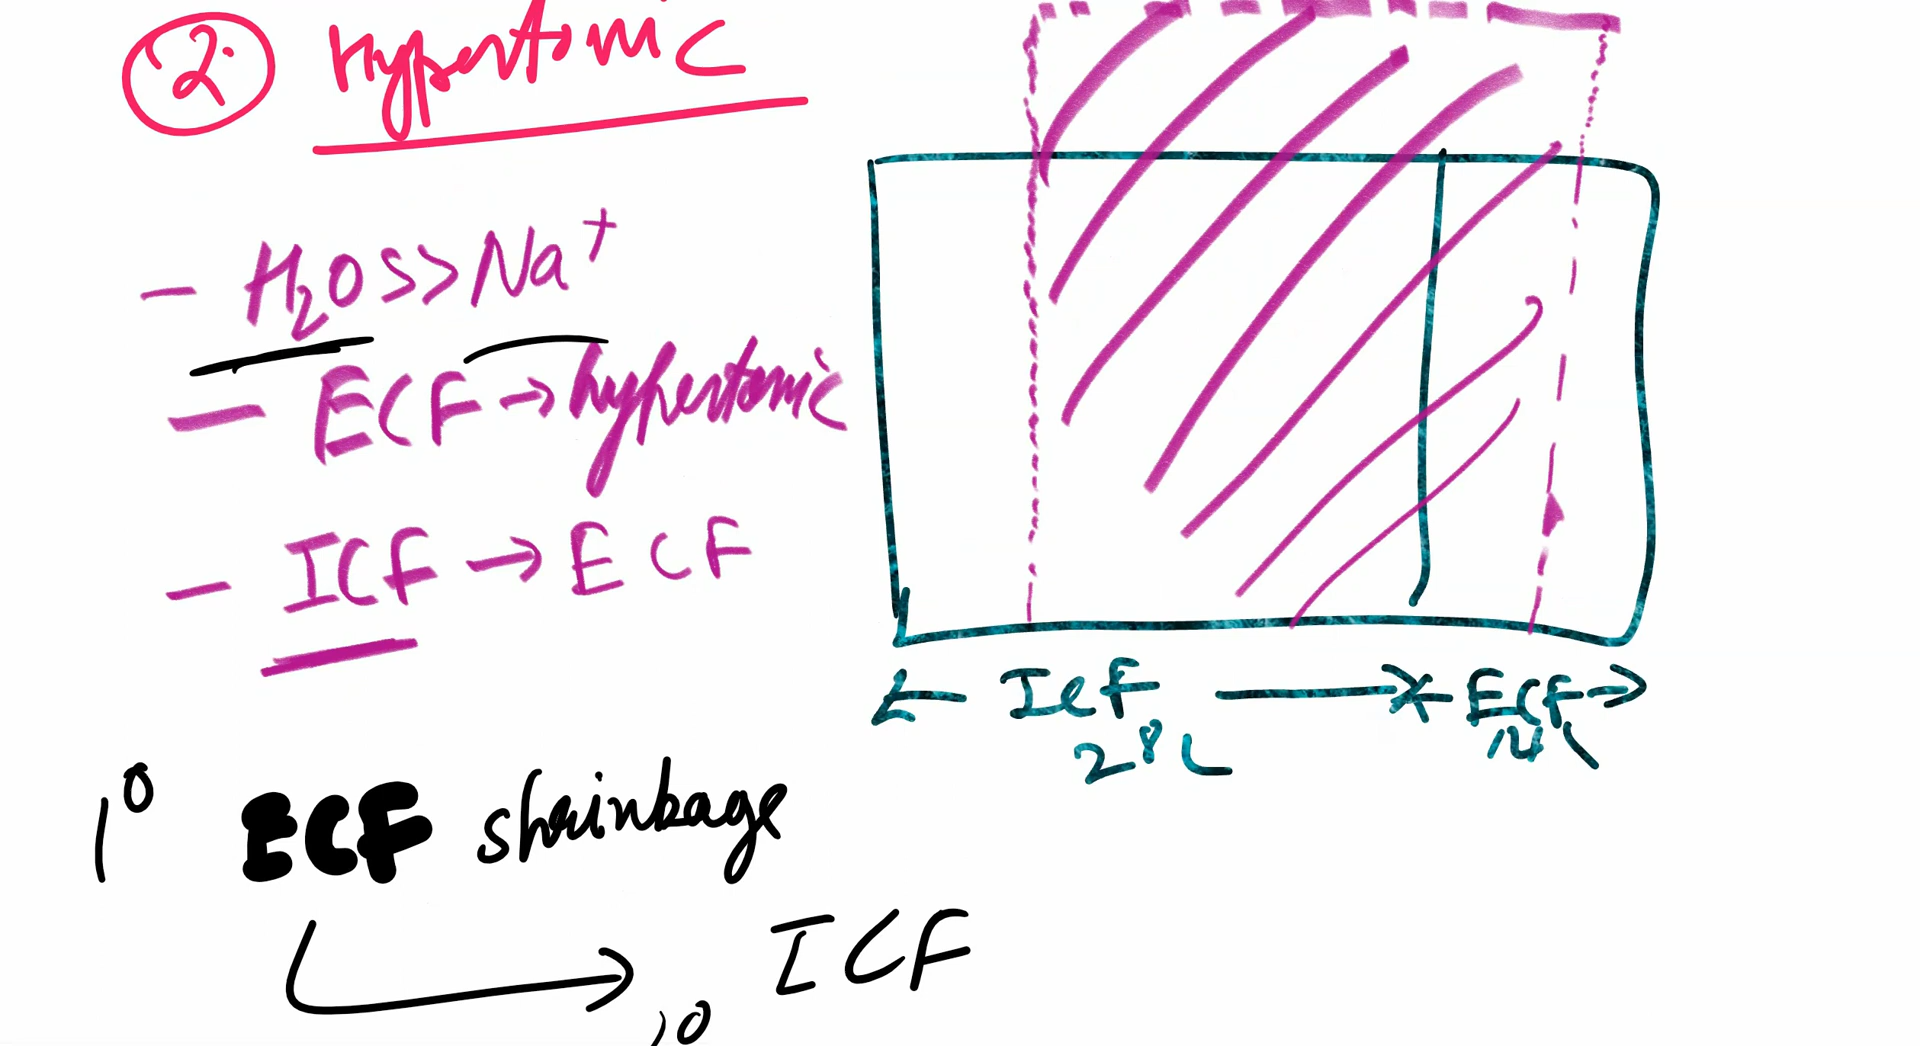 2. Hypertonic
- H2O >> Na+
- ECF → hypertonic
- ICF → ECF
← ICF → ← ECF →
28L 14L
1° ECF shrinkage
→ ICF